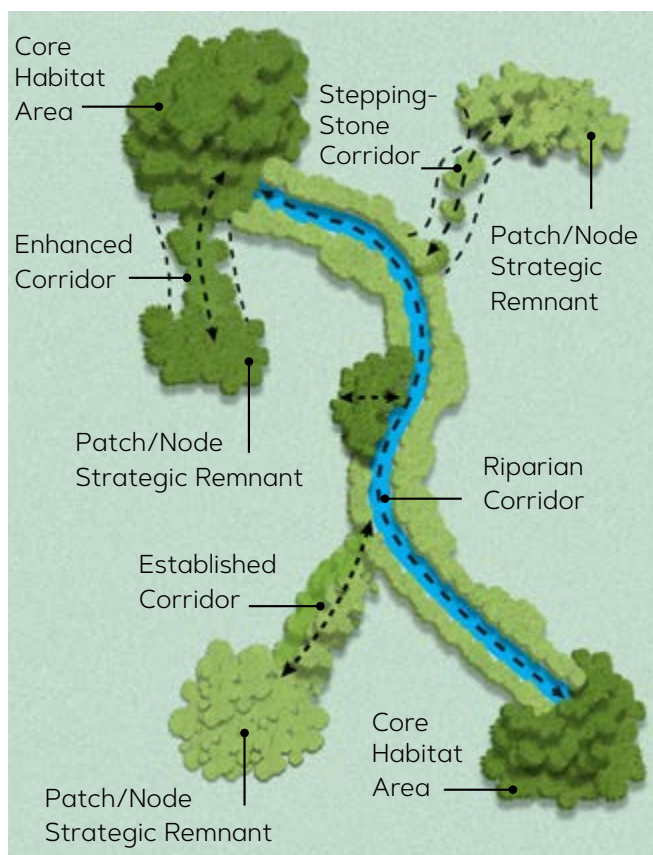 Core
Habitat
Area
Stepping-
Stone
Corridor
Patch/Node
Strategic
Remnant
Enhanced
Corridor
Patch/Node
Strategic Remnant
Riparian
Corridor
Established
Corridor
Core
Habitat
Area
Patch/Node
Strategic Remnant